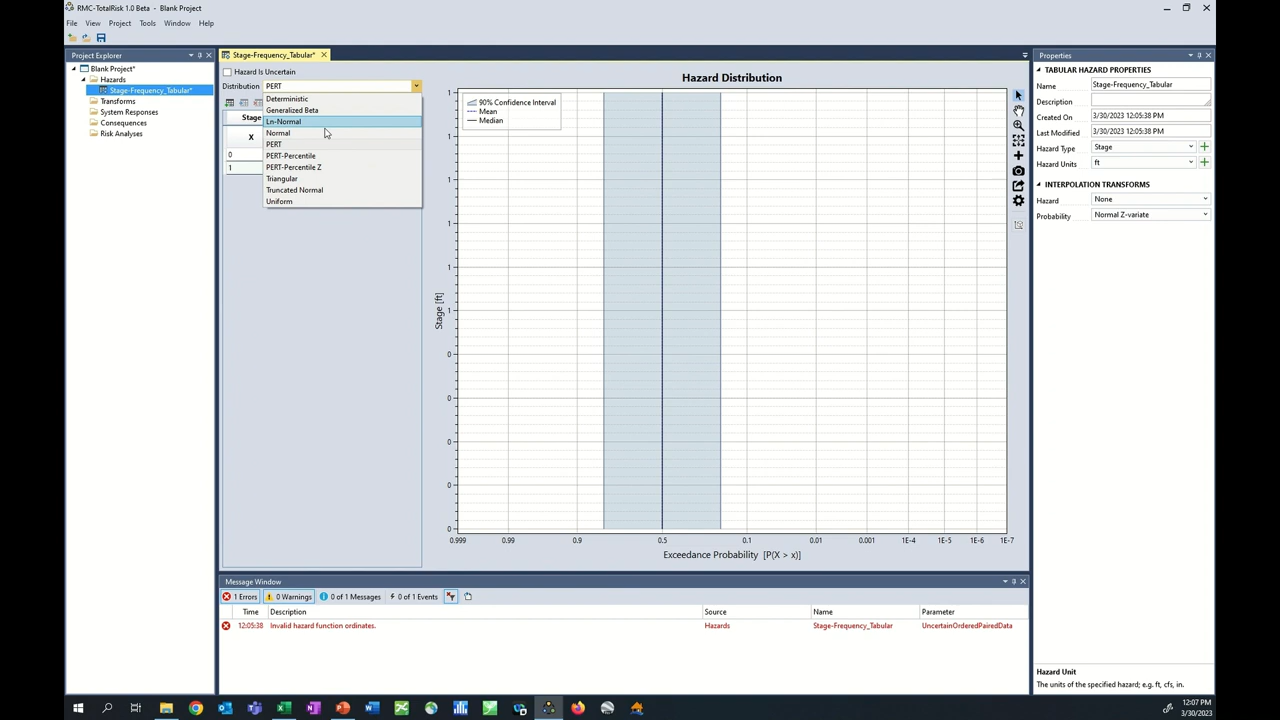 RMC-TotalRisk 1.0 Beta - Blank Project
File View Project Tools Window Help
Project Explorer
Blank Project*
Hazards
Stage-Frequency_Tabular*
Transforms
System Responses
Consequences
Risk Analyses
Stage-Frequency_Tabular*
Hazard Is Uncertain
Distribution PERT
Deterministic
Generalized Beta
Ln-Normal
Normal
PERT
PERT-Percentile
PERT-Percentile Z
Triangular
Truncated Normal
Uniform
Stage
X
0
1
Hazard Distribution
90% Confidence Interval
Mean
Median
Stage [ft]
1
1
1
1
1
1
0
0
0
0
0
0.999 0.99 0.9 0.5 0.1 0.01 0.001 1E-4 1E-5 1E-6 1E-7
Exceedance Probability [P(X > x)]
Message Window
1 Errors 0 Warnings 0 of 1 Messages 0 of 1 Events
Time Description Source Name Parameter
12:05:38 Invalid hazard function ordinates. Hazards Stage-Frequency_Tabular UncertainOrderedPairedData
Properties
TABULAR HAZARD PROPERTIES
Name Stage-Frequency_Tabular
Description
Created On 3/30/2023 12:05:38 PM
Last Modified 3/30/2023 12:05:38 PM
Hazard Type Stage
Hazard Units ft
INTERPOLATION TRANSFORMS
Hazard None
Probability Normal Z-variate
Hazard Unit
The units of the specified hazard; e.g. ft, cfs, in.
12:07 PM
3/30/2023